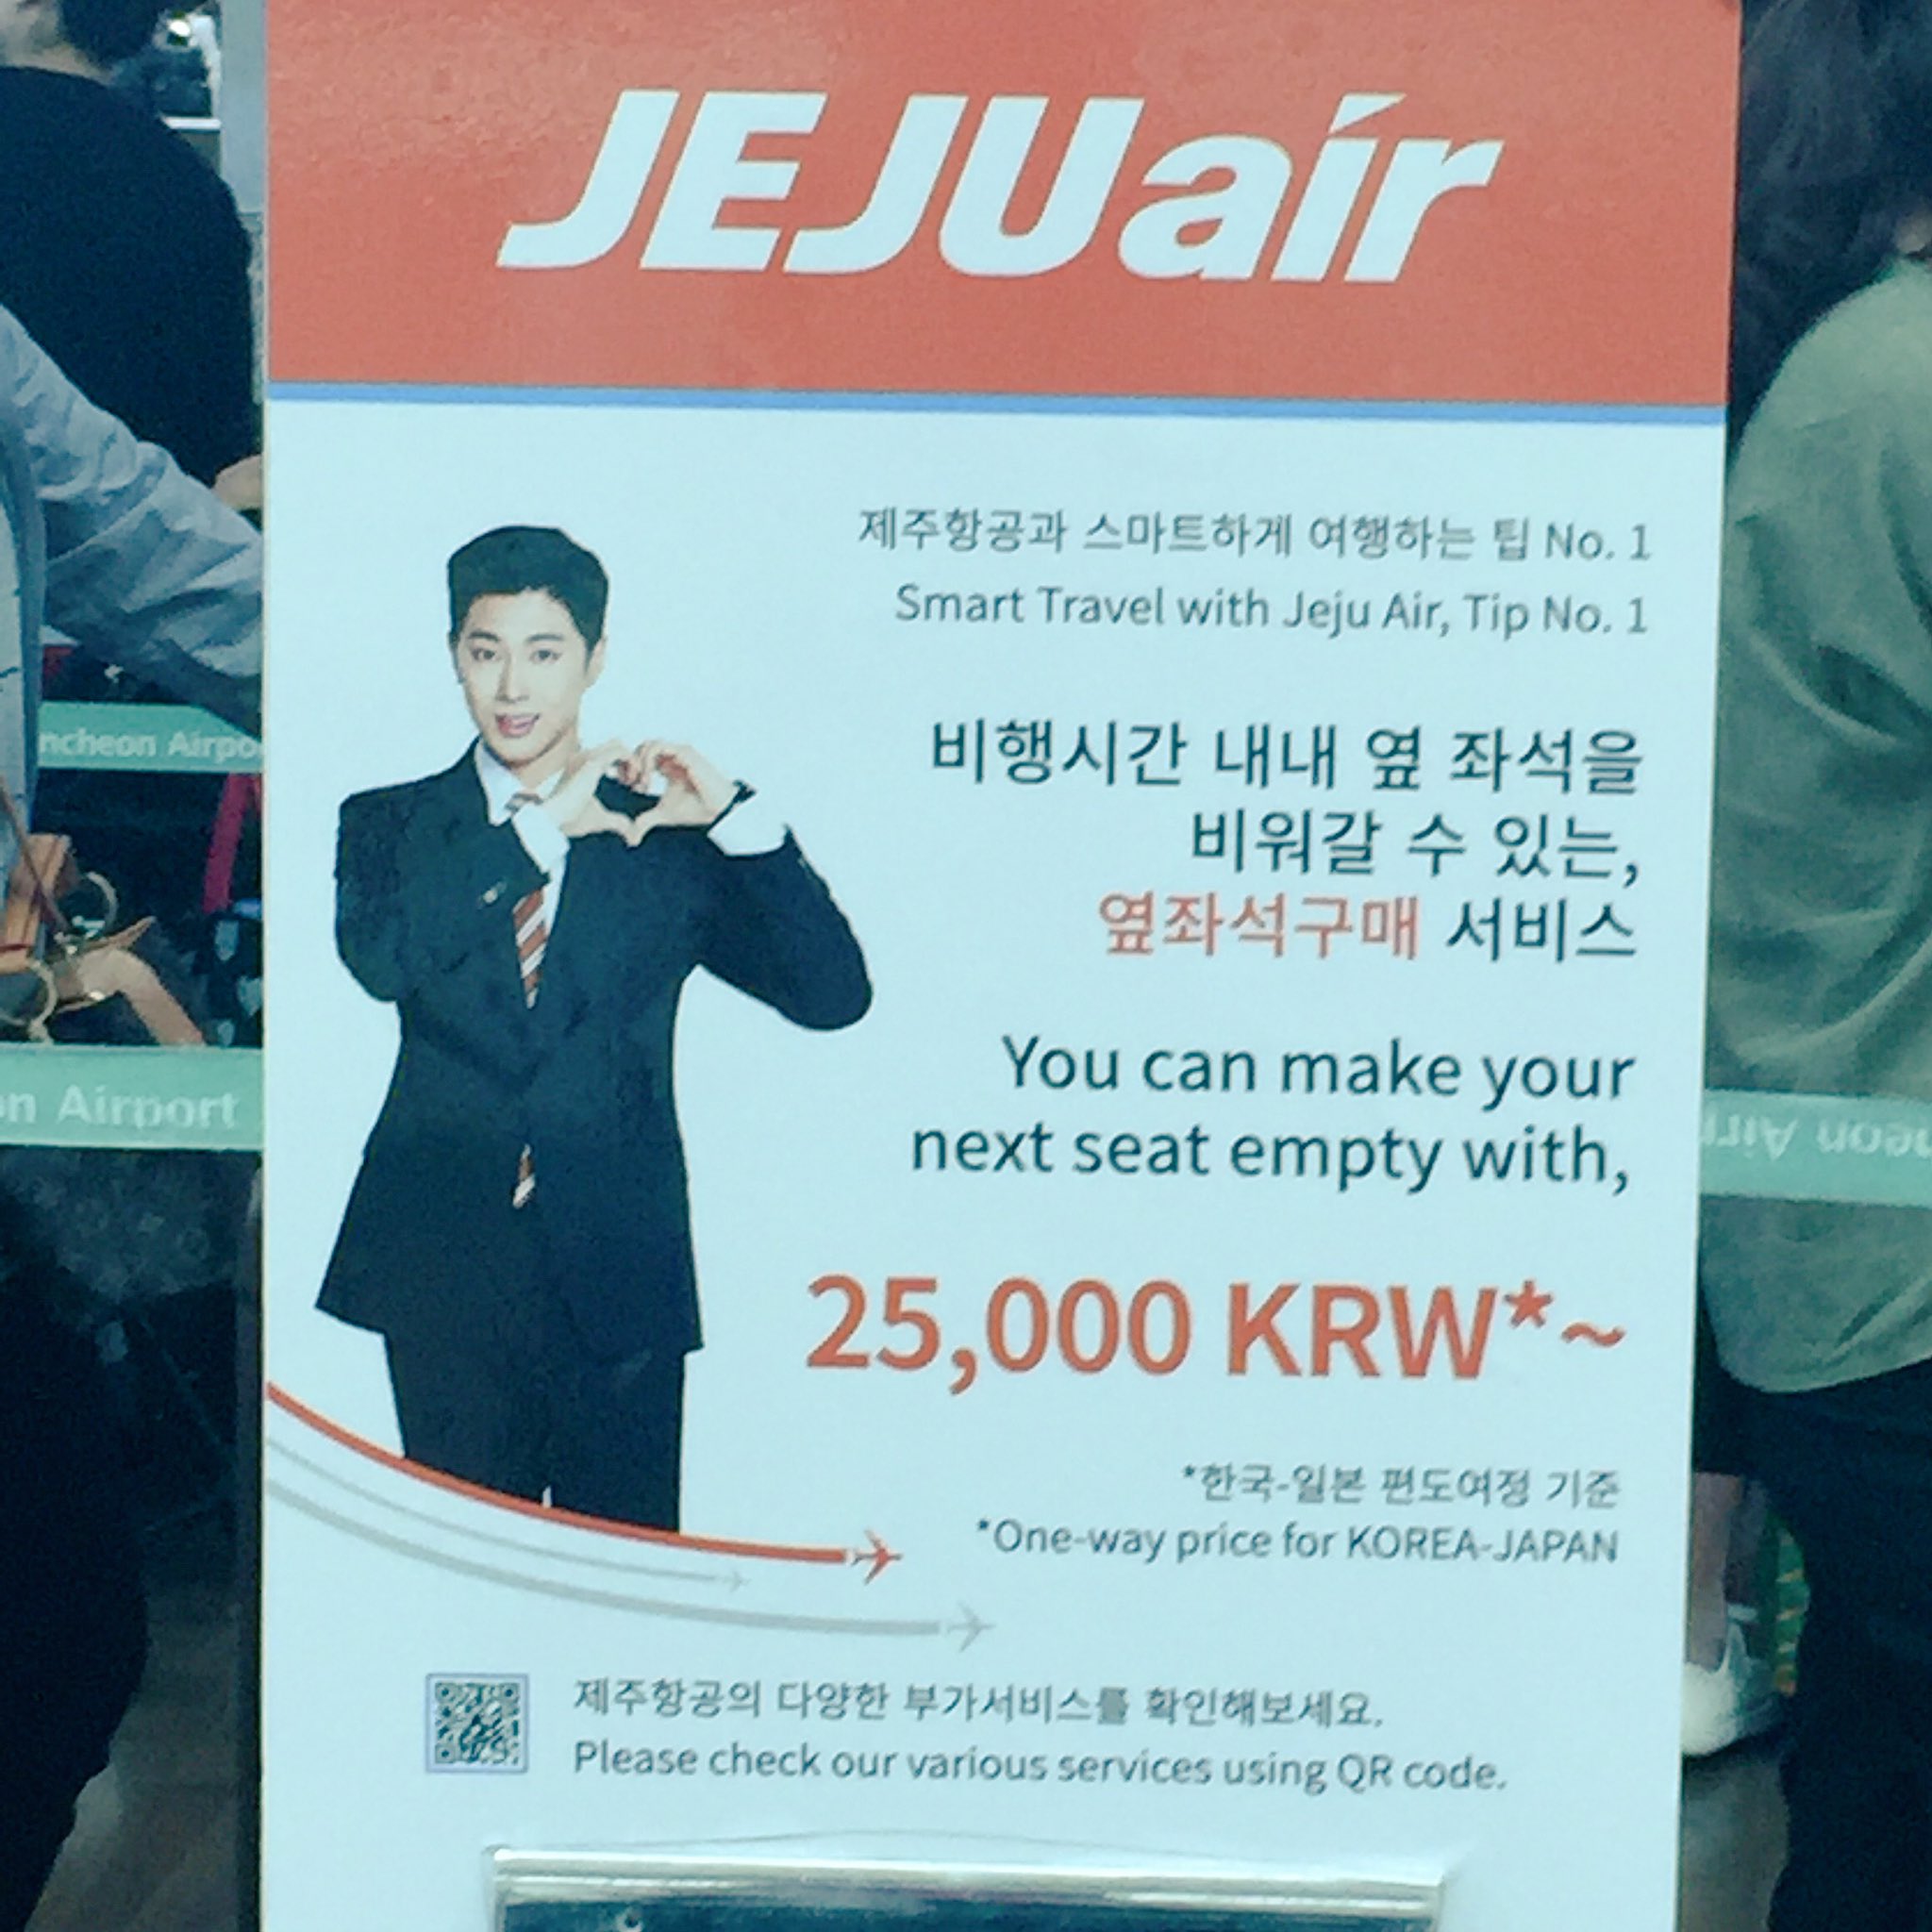 JEJUair
제주항공과 스마트하게 여행하는 팁 No. 1
Smart Travel with Jeju Air, Tip No. 1
비행시간 내내 옆 좌석을
비워갈 수 있는,
옆좌석구매 서비스
You can make your
next seat empty with,
25,000 KRW*~
*한국-일본 편도여정 기준
*One-way price for KOREA-JAPAN
제주항공의 다양한 부가서비스를 확인해보세요.
Please check our various services using QR code.
ncheon Airpo
on Airport
heon Airp